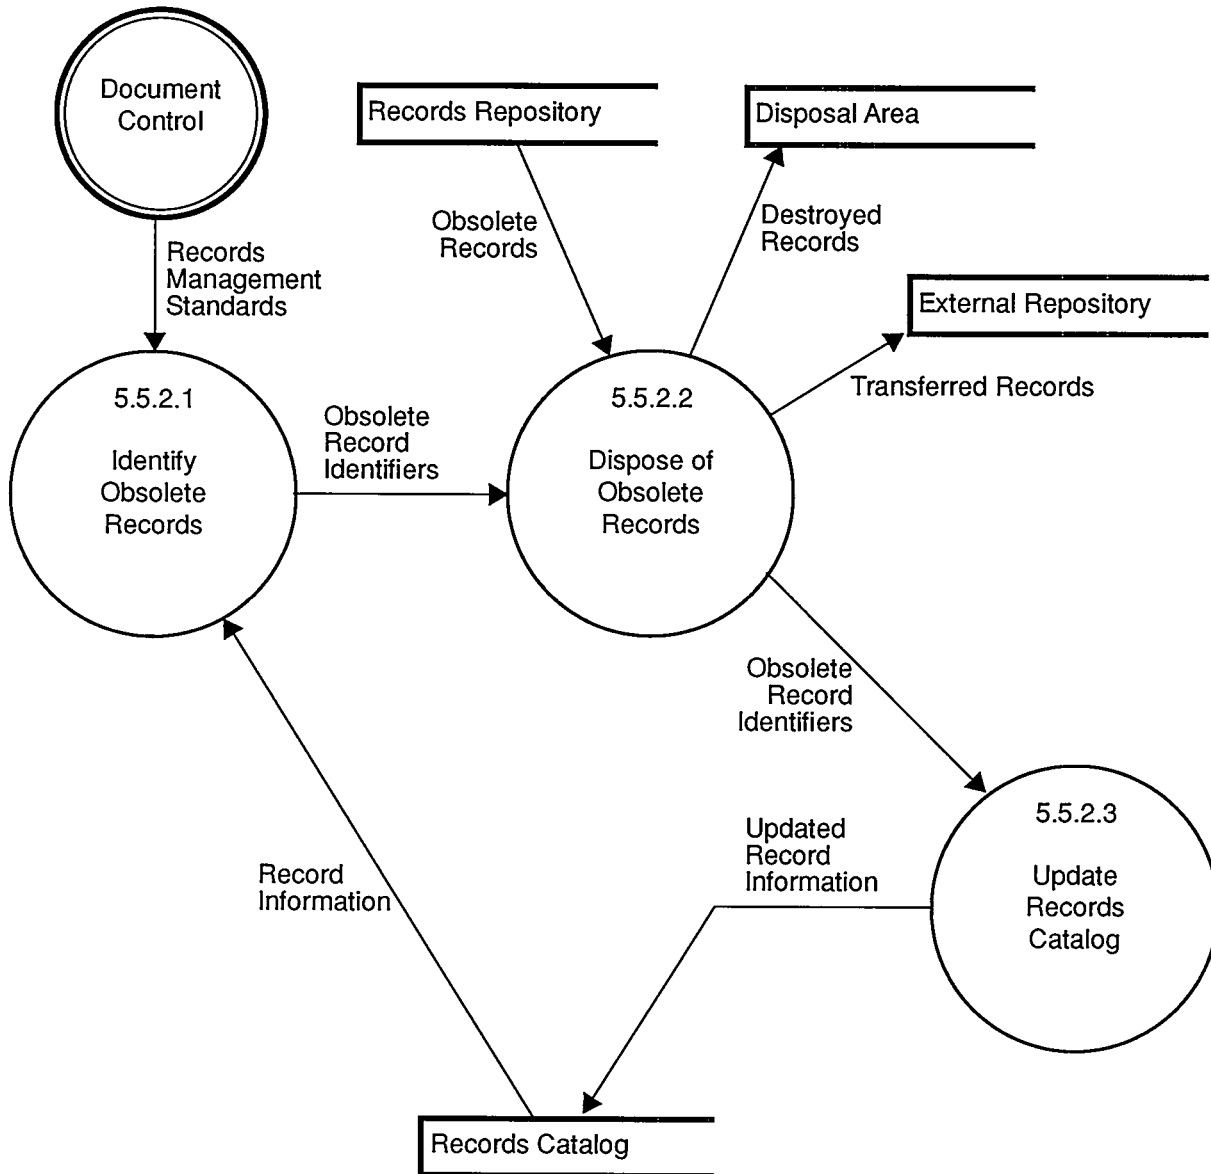 Document
Control
Records Repository
Disposal Area
Obsolete
Records
Destroyed
Records
Records
Management
Standards
External Repository
Transferred Records
5.5.2.1
Identify
Obsolete
Records
Obsolete
Record
Identifiers
5.5.2.2
Dispose of
Obsolete
Records
Obsolete
Record
Identifiers
5.5.2.3
Update
Records
Catalog
Updated
Record
Information
Record
Information
Records Catalog